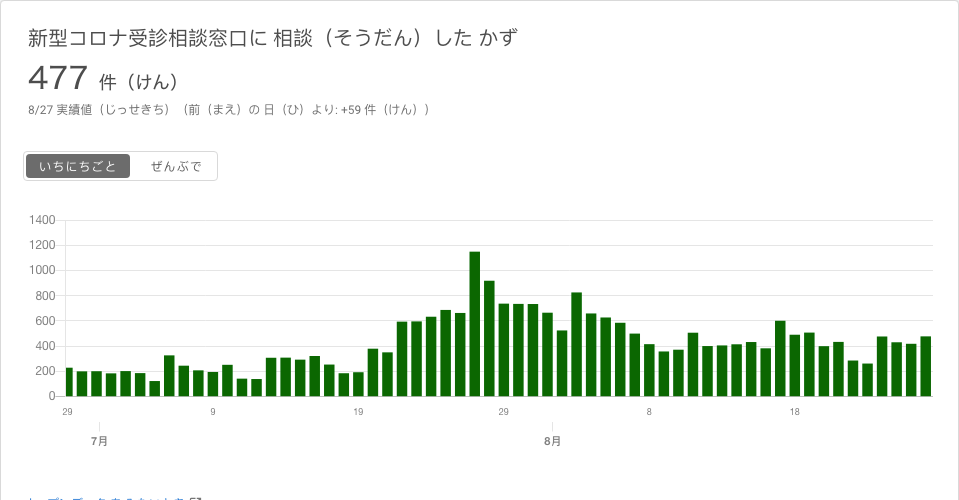 新型コロナ受診相談窓口に 相談（そうだん）した かず
477 件（けん）
8/27 実績値（じっせきち）（前（まえ）の 日（ひ）より: +59 件（けん））
いちにちごと ぜんぶで
1400
1200
1000
800
600
400
200
0
29 9 19 29 8 18
7月 8月